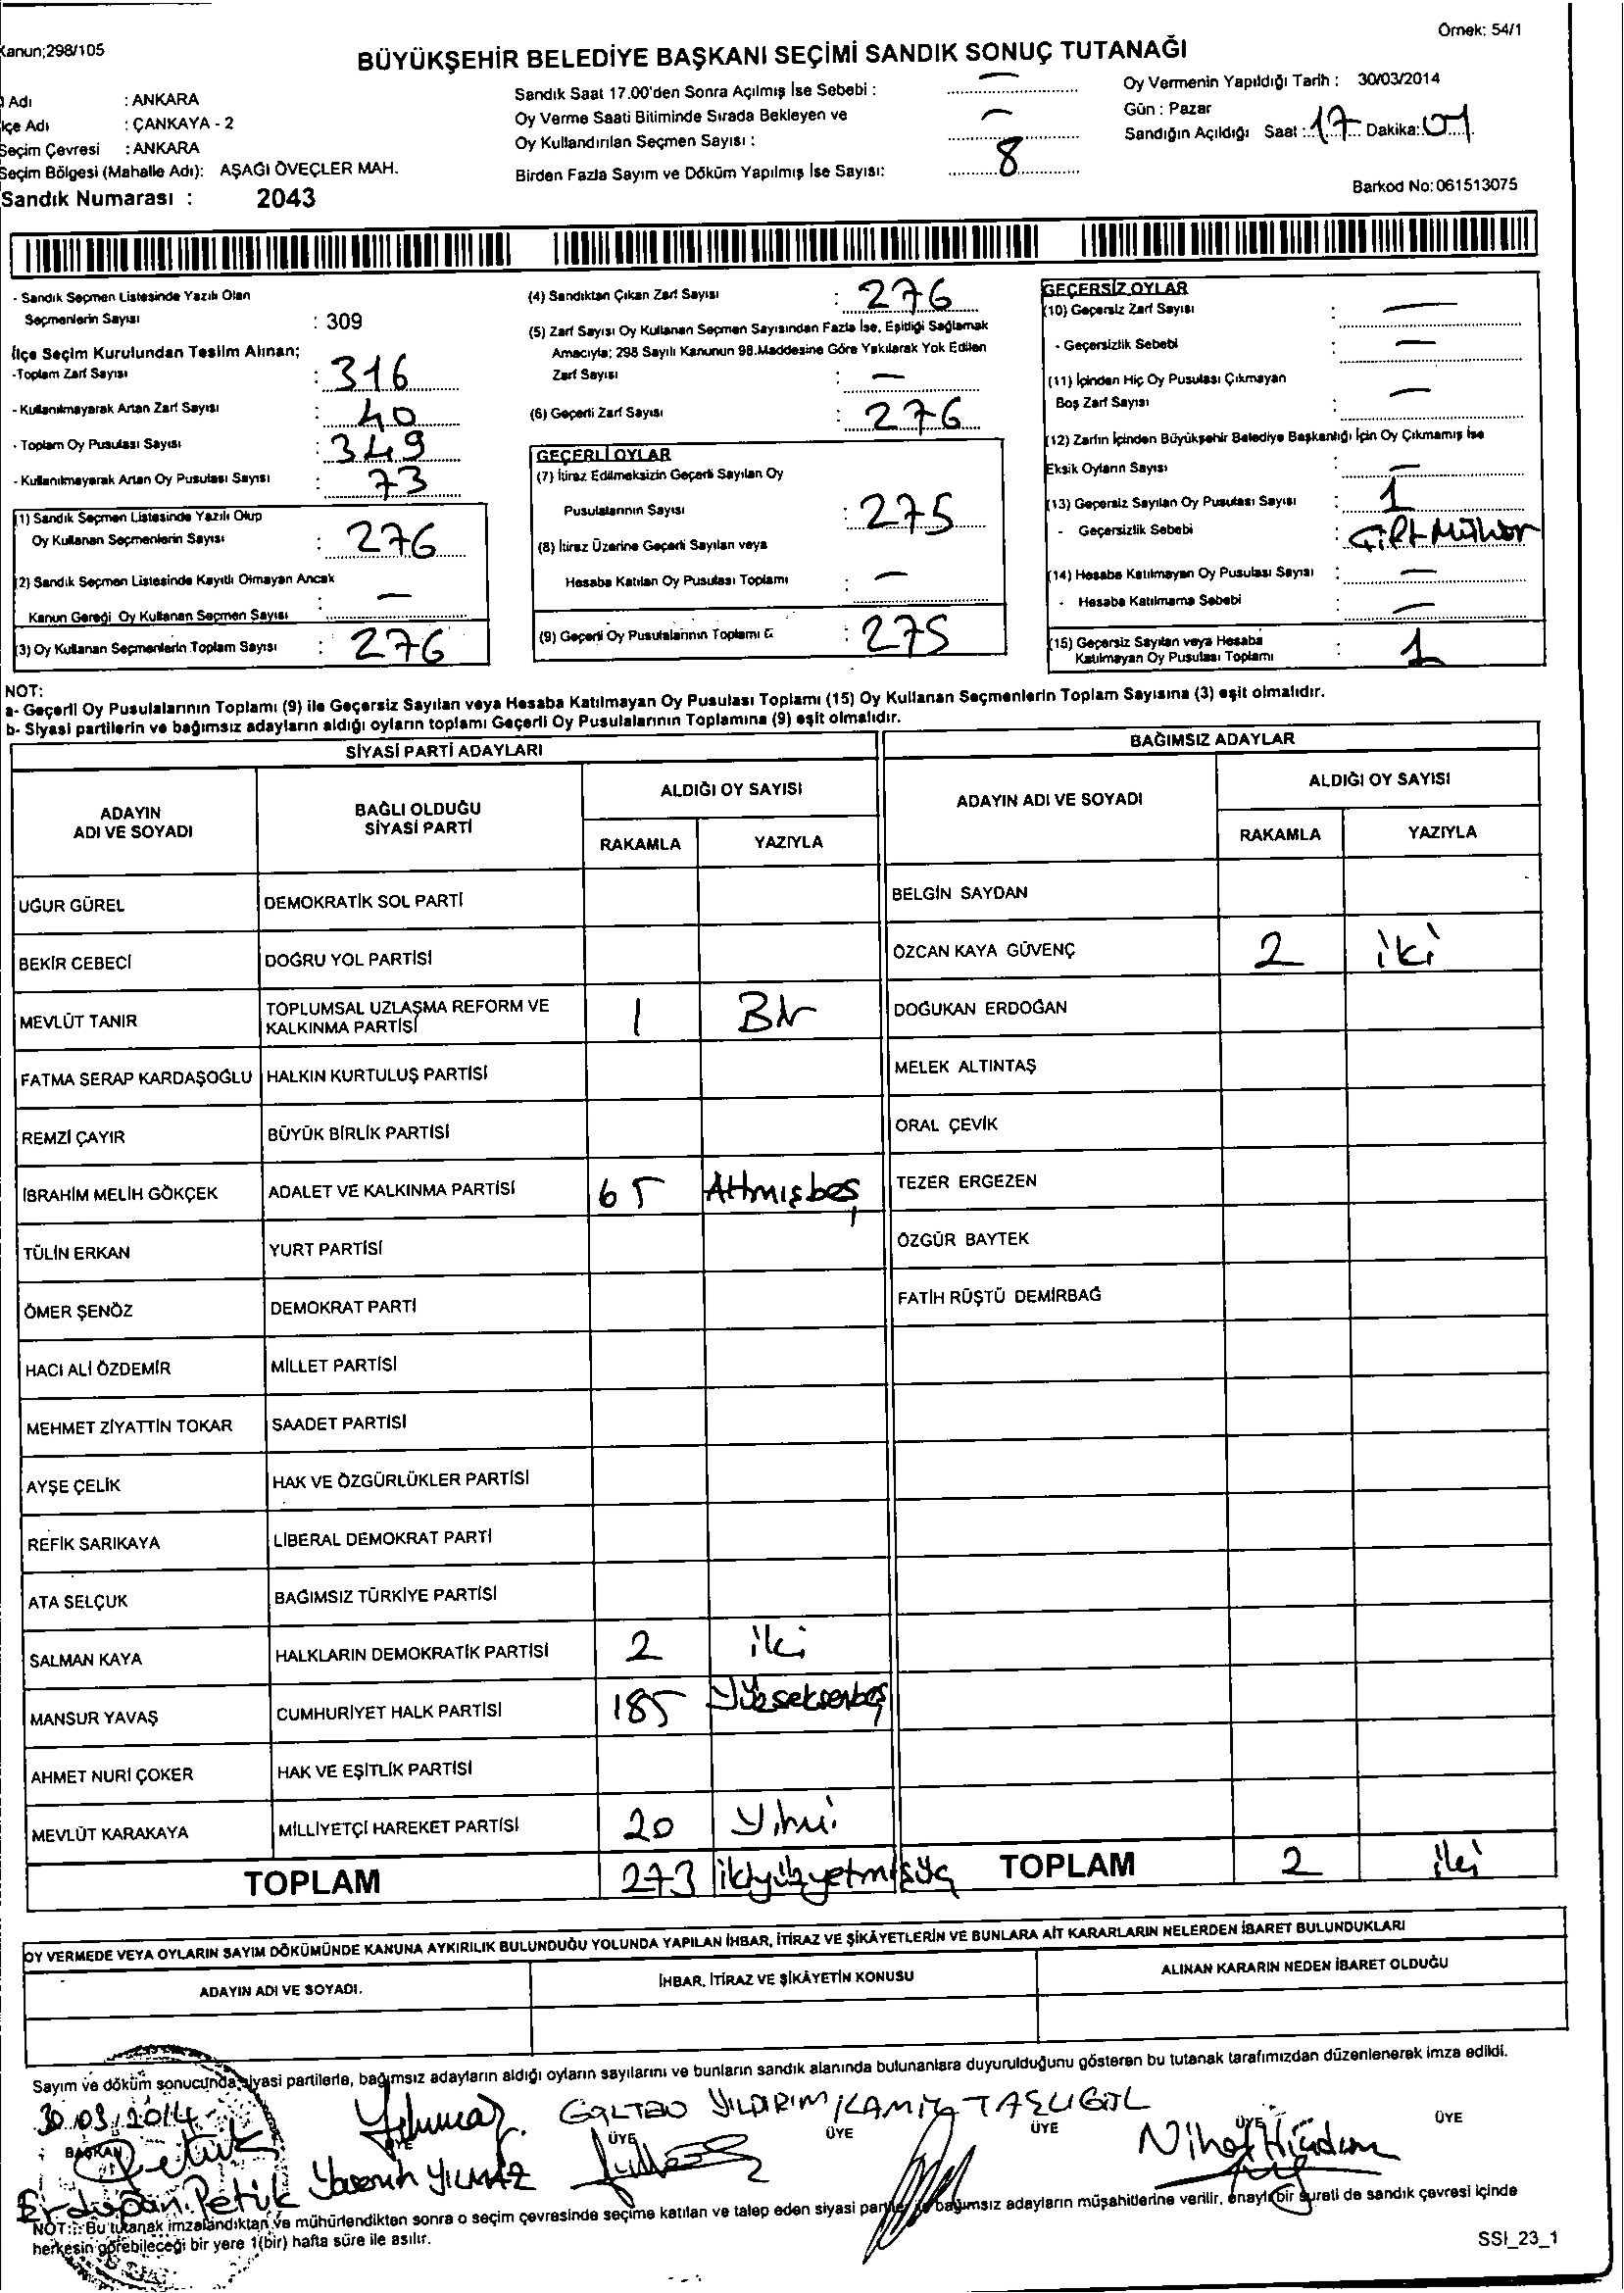 Örnek: 54/1
Kanun;298/105
BÜYÜKŞEHİR BELEDİYE BAŞKANI SEÇİMİ SANDIK SONUÇ TUTANAĞI
Adı : ANKARA
lçe Adı : ÇANKAYA - 2
Seçim Çevresi : ANKARA
Seçim Bölgesi (Mahalle Adı): AŞAGI ÖVEÇLER MAH.
Sandık Numarası : 2043
Sandık Saat 17.00'den Sonra Açılmış İse Sebebi : —
Oy Verme Saati Bitiminde Sırada Bekleyen ve
Oy Kullandırılan Seçmen Sayısı : —
Birden Fazla Sayım ve Döküm Yapılmış İse Sayısı: 8
Oy Vermenin Yapıldığı Tarih : 30/03/2014
Gün : Pazar
Sandığın Açıldığı Saat : 17 Dakika: 01
Barkod No: 061513075
- Sandık Seçmen Listesinde Yazılı Olan
Seçmenlerin Sayısı : 309
İlçe Seçim Kurulundan Teslim Alınan;
-Toplam Zarf Sayısı : 316
- Kullanılmayarak Artan Zarf Sayısı : 40
- Toplam Oy Pusulası Sayısı : 349
- Kullanılmayarak Artan Oy Pusulası Sayısı : 73
(1) Sandık Seçmen Listesinde Yazılı Olup
Oy Kullanan Seçmenlerin Sayısı : 276
(2) Sandık Seçmen Listesinde Kayıtlı Olmayan Ancak
Kanun Gereği Oy Kullanan Seçmen Sayısı : —
(3) Oy Kullanan Seçmenlerin Toplam Sayısı : 276
(4) Sandıktan Çıkan Zarf Sayısı : 276
(5) Zarf Sayısı Oy Kullanan Seçmen Sayısından Fazla İse, Eşitliği Sağlamak
Amacıyla; 298 Sayılı Kanunun 98.Maddesine Göre Yakılarak Yok Edilen
Zarf Sayısı : —
(6) Geçerli Zarf Sayısı : 276
GEÇERLİ OYLAR
(7) İtiraz Edilmeksizin Geçerli Sayılan Oy
Pusulalarının Sayısı : 275
(8) İtiraz Üzerine Geçerli Sayılan veya
Hesaba Katılan Oy Pusulası Toplamı : —
(9) Geçerli Oy Pusulalarının Toplamı : 275
GEÇERSİZ OYLAR
(10) Geçersiz Zarf Sayısı : —
- Geçersizlik Sebebi : —
(11) İçinden Hiç Oy Pusulası Çıkmayan
Boş Zarf Sayısı : —
(12) Zarfın İçinden Büyükşehir Belediye Başkanlığı İçin Oy Çıkmamış İse
Eksik Oyların Sayısı : —
(13) Geçersiz Sayılan Oy Pusulası Sayısı : 1
- Geçersizlik Sebebi : Çift Mühür
(14) Hesaba Katılmayan Oy Pusulası Sayısı : —
- Hesaba Katılmama Sebebi : —
(15) Geçersiz Sayılan veya Hesaba
Katılmayan Oy Pusulası Toplamı : 1
NOT:
a- Geçerli Oy Pusulalarının Toplamı (9) ile Geçersiz Sayılan veya Hesaba Katılmayan Oy Pusulası Toplamı (15) Oy Kullanan Seçmenlerin Toplam Sayısına (3) eşit olmalıdır.
b- Siyasi partilerin ve bağımsız adayların aldığı oyların toplamı Geçerli Oy Pusulalarının Toplamına (9) eşit olmalıdır.
SİYASİ PARTİ ADAYLARI
ADAYIN ADI VE SOYADI
BAĞLI OLDUĞU SİYASİ PARTİ
ALDIĞI OY SAYISI
RAKAMLA YAZIYLA
UĞUR GÜREL DEMOKRATİK SOL PARTİ
BEKİR CEBECİ DOĞRU YOL PARTİSİ
MEVLÜT TANIR TOPLUMSAL UZLAŞMA REFORM VE KALKINMA PARTİSİ 1 Bir
FATMA SERAP KARDAŞOĞLU HALKIN KURTULUŞ PARTİSİ
REMZİ ÇAYIR BÜYÜK BİRLİK PARTİSİ
İBRAHİM MELİH GÖKÇEK ADALET VE KALKINMA PARTİSİ 65 Altmışbeş
TÜLİN ERKAN YURT PARTİSİ
ÖMER ŞENÖZ DEMOKRAT PARTİ
HACI ALİ ÖZDEMİR MİLLET PARTİSİ
MEHMET ZİYATTİN TOKAR SAADET PARTİSİ
AYŞE ÇELİK HAK VE ÖZGÜRLÜKLER PARTİSİ
REFİK SARIKAYA LİBERAL DEMOKRAT PARTİ
ATA SELÇUK BAĞIMSIZ TÜRKİYE PARTİSİ
SALMAN KAYA HALKLARIN DEMOKRATİK PARTİSİ 2 iki
MANSUR YAVAŞ CUMHURİYET HALK PARTİSİ 185 Yüzseksenbeş
AHMET NURİ ÇOKER HAK VE EŞİTLİK PARTİSİ
MEVLÜT KARAKAYA MİLLİYETÇİ HAREKET PARTİSİ 20 Yirmi
TOPLAM 273 ikiyüzyetmişüç
BAĞIMSIZ ADAYLAR
ADAYIN ADI VE SOYADI
ALDIĞI OY SAYISI
RAKAMLA YAZIYLA
BELGİN SAYDAN
ÖZCAN KAYA GÜVENÇ 2 iki
DOĞUKAN ERDOĞAN
MELEK ALTINTAŞ
ORAL ÇEVİK
TEZER ERGEZEN
ÖZGÜR BAYTEK
FATİH RÜŞTÜ DEMİRBAĞ
TOPLAM 2 iki
OY VERMEDE VEYA OYLARIN SAYIM DÖKÜMÜNDE KANUNA AYKIRILIK BULUNDUĞU YOLUNDA YAPILAN İHBAR, İTİRAZ VE ŞİKÂYETLERİN VE BUNLARA AİT KARARLARIN NELERDEN İBARET BULUNDUKLARI
ADAYIN ADI VE SOYADI. İHBAR, İTİRAZ VE ŞİKÂYETİN KONUSU ALINAN KARARIN NEDEN İBARET OLDUĞU
Sayım ve döküm sonucunda siyasi partilerle, bağımsız adayların aldığı oyların sayılarını ve bunların sandık alanında bulunanlara duyurulduğunu gösteren bu tutanak tarafımızdan düzenlenerek imza edildi.
30.03.2014
BAŞKAN ÜYE ÜYE ÜYE ÜYE ÜYE ÜYE
Erdoğan Petük Yasemin YILMAZ GÜLTEN YILDIRIM KAMİL TAŞLIGÖL
NOT: Bu tutanak imzalandıktan ve mühürlendikten sonra o seçim çevresinde seçime katılan ve talep eden siyasi partiler ile bağımsız adayların müşahitlerine verilir, onaylı bir sureti de sandık çevresi içinde
herkesin görebileceği bir yere 1(bir) hafta süre ile asılır.
SSI_23_1